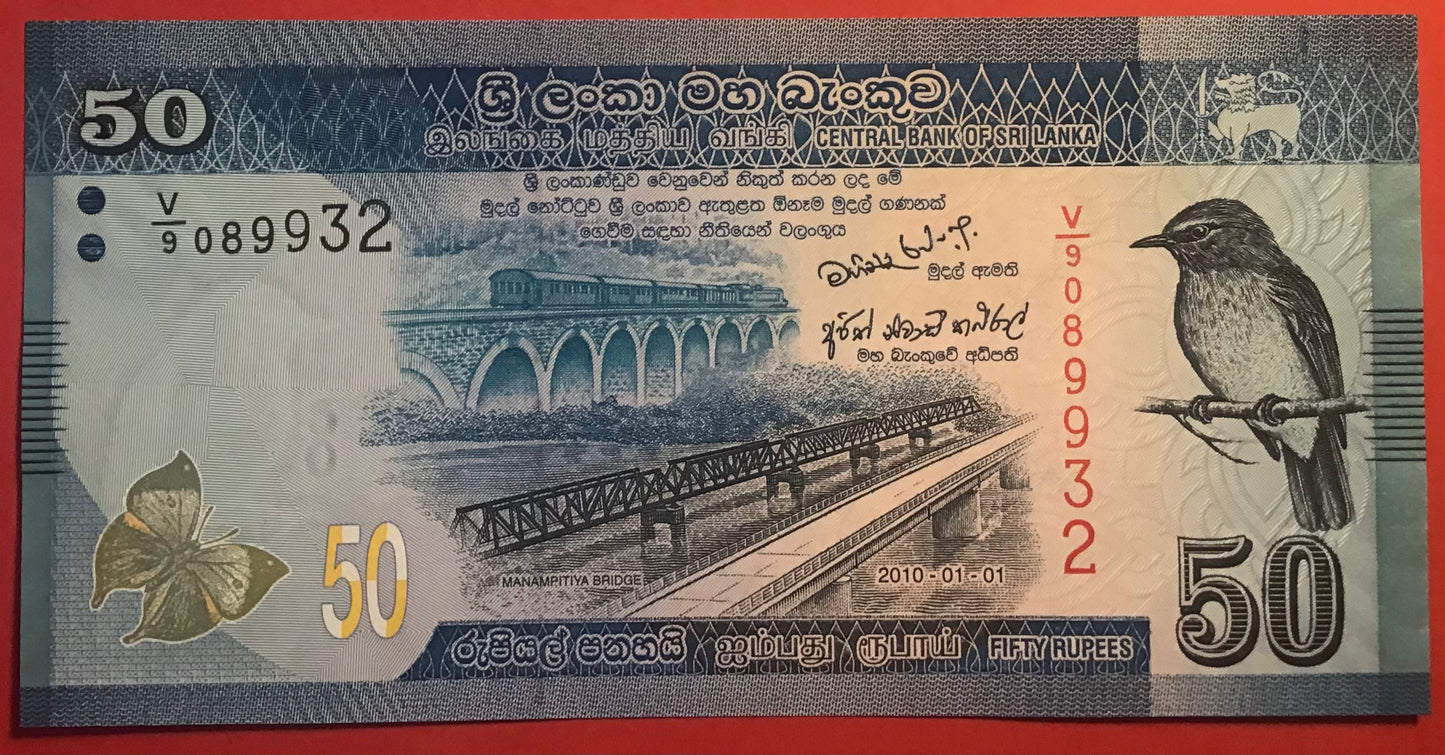 50
ශ්‍රී ලංකා මහ බැංකුව
இலங்கை மத்திய வங்கி CENTRAL BANK OF SRI LANKA
ශ්‍රී ලංකාණ්ඩුව වෙනුවෙන් නිකුත් කරන ලද මේ
මුදල් නෝට්ටුව ශ්‍රී ලංකාව ඇතුළත ඕනෑම මුදල් ගණනක්
ගෙවීම සඳහා නීතියෙන් වලංගුය
V/9 089932
මුදල් ඇමති
මහ බැංකුවේ අධිපති
V/9 089932
50
MANAMPITIYA BRIDGE
2010-01-01
50
රුපියල් පනහයි ஐம்பது ரூபாய் FIFTY RUPEES